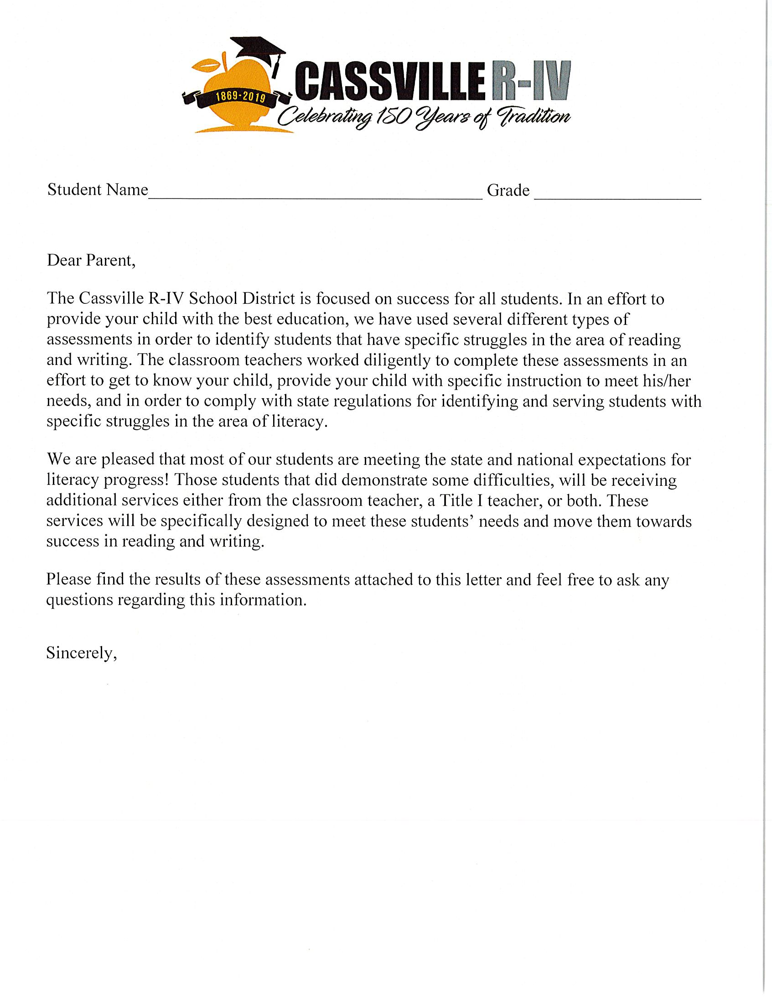 1869-2019
CASSVILLE R-IV
Celebrating 150 Years of Tradition
Student Name____________________ Grade __________
Dear Parent,
The Cassville R-IV School District is focused on success for all students. In an effort to
provide your child with the best education, we have used several different types of
assessments in order to identify students that have specific struggles in the area of reading
and writing. The classroom teachers worked diligently to complete these assessments in an
effort to get to know your child, provide your child with specific instruction to meet his/her
needs, and in order to comply with state regulations for identifying and serving students with
specific struggles in the area of literacy.
We are pleased that most of our students are meeting the state and national expectations for
literacy progress! Those students that did demonstrate some difficulties, will be receiving
additional services either from the classroom teacher, a Title I teacher, or both. These
services will be specifically designed to meet these students’ needs and move them towards
success in reading and writing.
Please find the results of these assessments attached to this letter and feel free to ask any
questions regarding this information.
Sincerely,